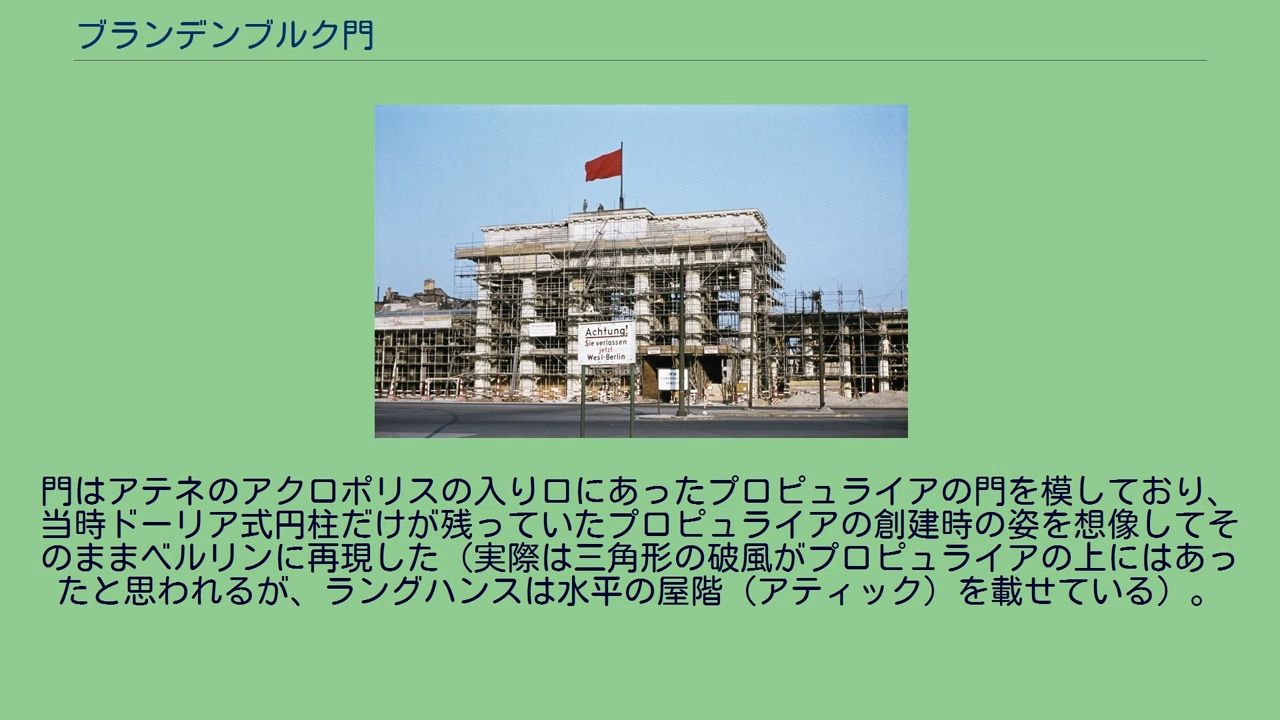 ブランデンブルク門
Achtung!
Sie verlassen
jetzt
West-Berlin
門はアテネのアクロポリスの入り口にあったプロピュライアの門を模しており、
当時ドーリア式円柱だけが残っていたプロピュライアの創建時の姿を想像してそ
のままベルリンに再現した（実際は三角形の破風がプロピュライアの上にはあっ
たと思われるが、ラングハンスは水平の屋階（アティック）を載せている）。